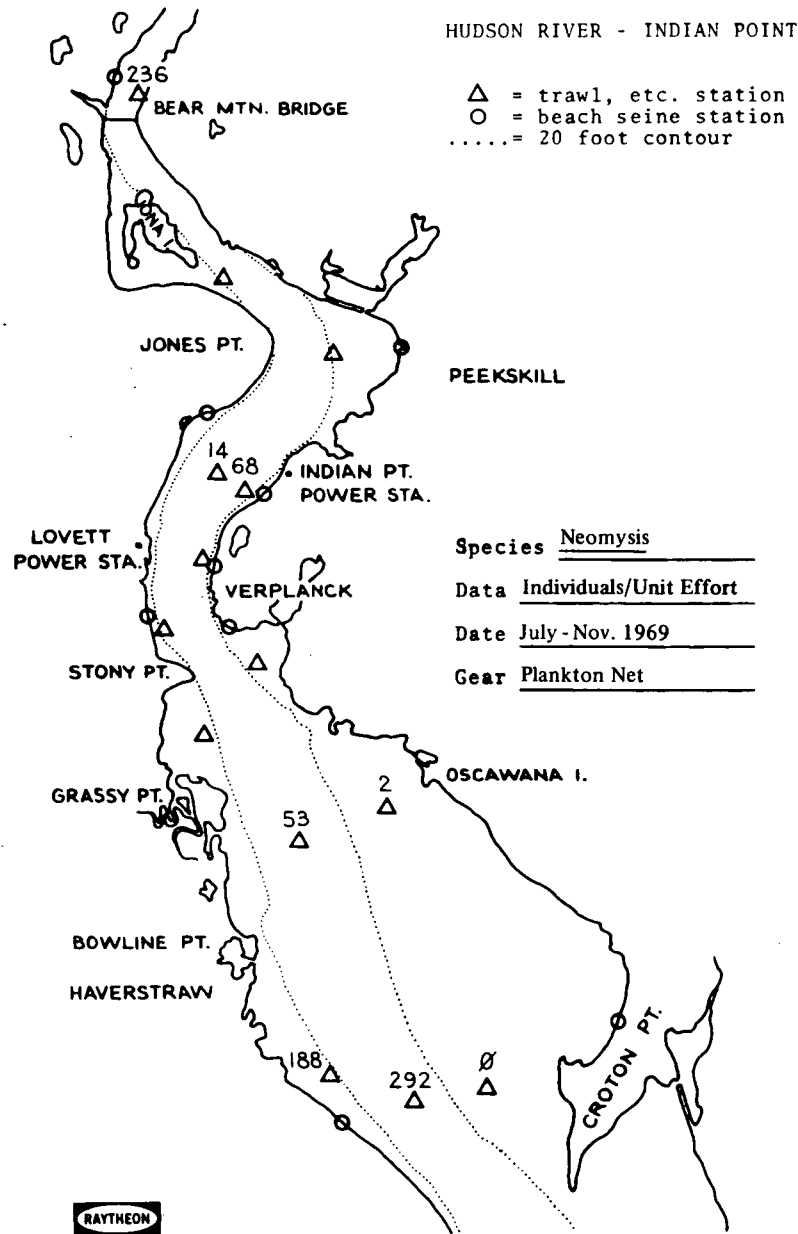 HUDSON RIVER - INDIAN POINT
△ = trawl, etc. station
○ = beach seine station
.....= 20 foot contour
236
BEAR MTN. BRIDGE
IONA I.
JONES PT.
PEEKSKILL
14
68
INDIAN PT.
POWER STA.
LOVETT
POWER STA.
VERPLANCK
Species Neomysis
Data Individuals/Unit Effort
Date July-Nov. 1969
Gear Plankton Net
STONY PT.
GRASSY PT.
OSCAWANA I.
2
53
BOWLINE PT.
HAVERSTRAW
CROTON PT.
188
292
Ø
RAYTHEON